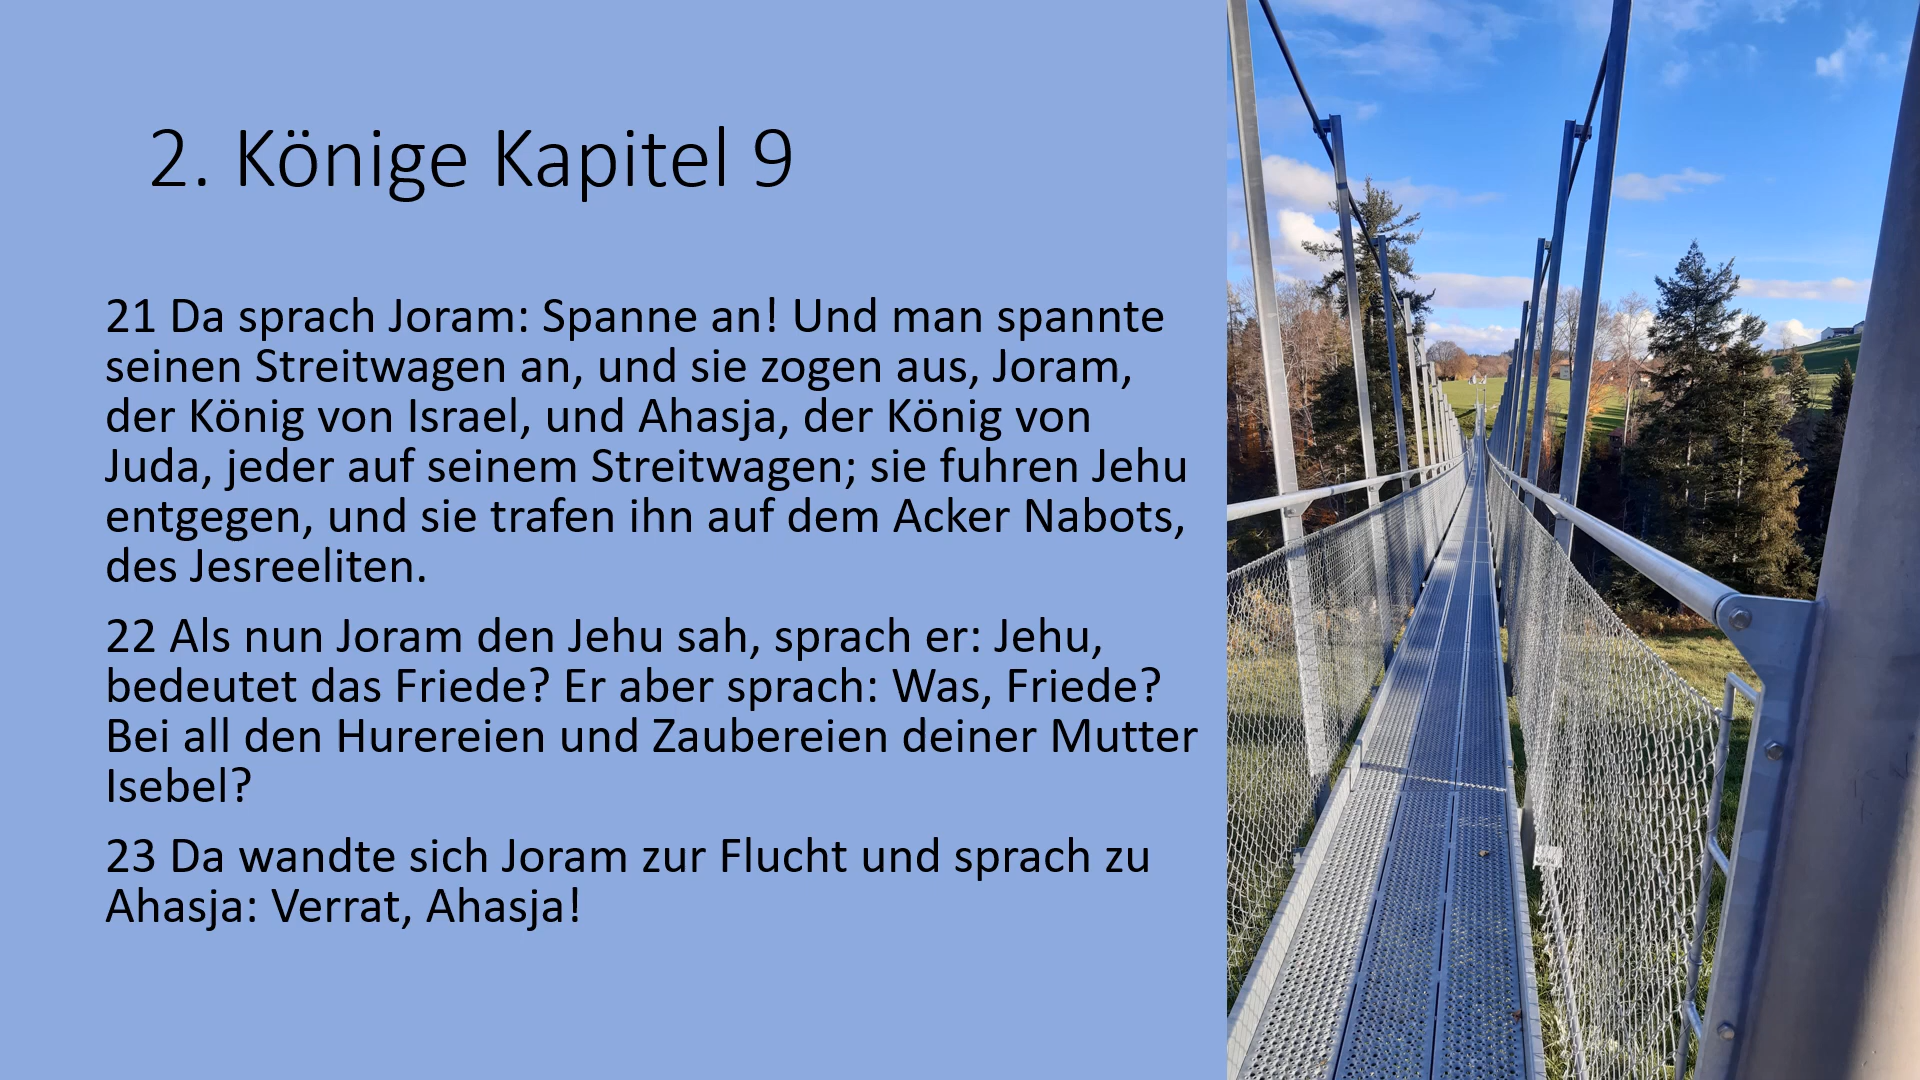 2. Könige Kapitel 9
21 Da sprach Joram: Spanne an! Und man spannte
seinen Streitwagen an, und sie zogen aus, Joram,
der König von Israel, und Ahasja, der König von
Juda, jeder auf seinem Streitwagen; sie fuhren Jehu
entgegen, und sie trafen ihn auf dem Acker Nabots,
des Jesreeliten.
22 Als nun Joram den Jehu sah, sprach er: Jehu,
bedeutet das Friede? Er aber sprach: Was, Friede?
Bei all den Hurereien und Zaubereien deiner Mutter
Isebel?
23 Da wandte sich Joram zur Flucht und sprach zu
Ahasja: Verrat, Ahasja!